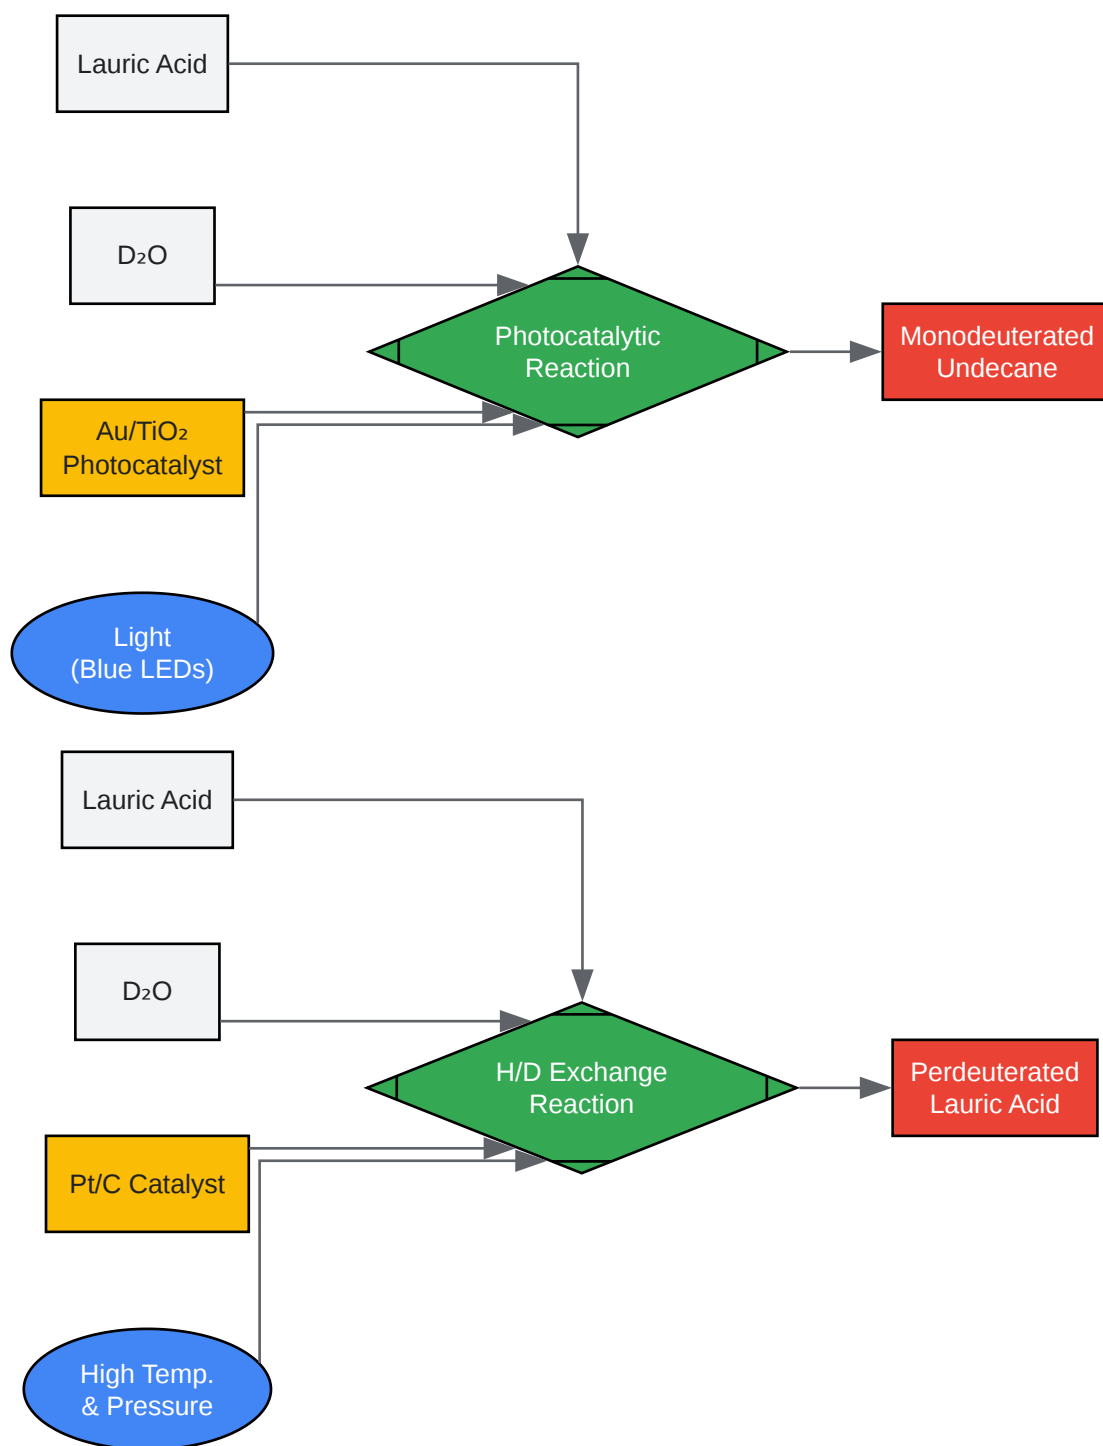 Lauric Acid
D₂O
Photocatalytic
Reaction
Monodeuterated
Undecane
Au/TiO₂
Photocatalyst
Light
(Blue LEDs)
Lauric Acid
D₂O
H/D Exchange
Reaction
Perdeuterated
Lauric Acid
Pt/C Catalyst
High Temp.
& Pressure